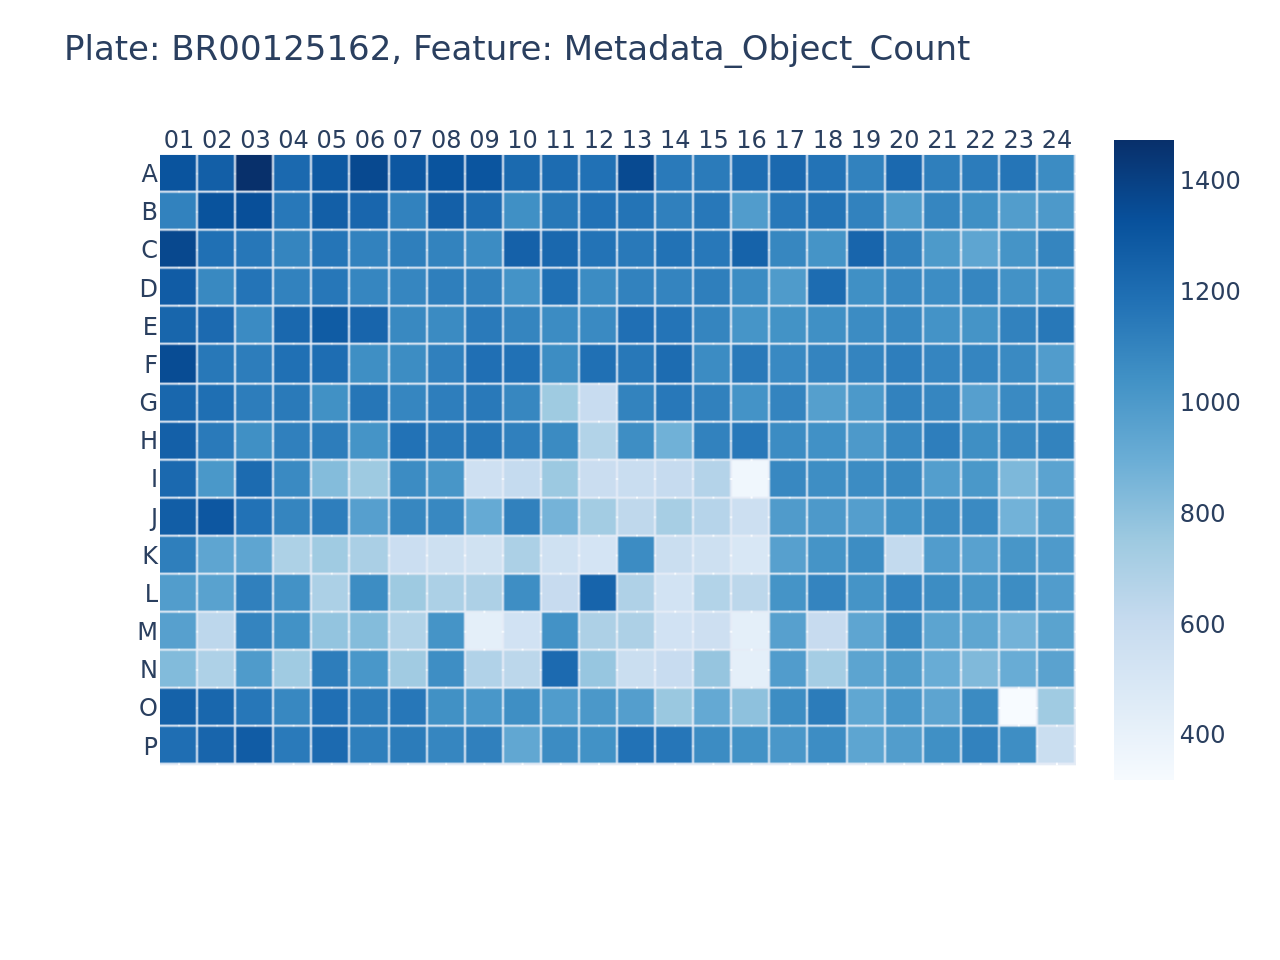 Plate: BR00125162, Feature: Metadata_Object_Count
01 02 03 04 05 06 07 08 09 10 11 12 13 14 15 16 17 18 19 20 21 22 23 24
A
B
C
D
E
F
G
H
I
J
K
L
M
N
O
P
1400
1200
1000
800
600
400